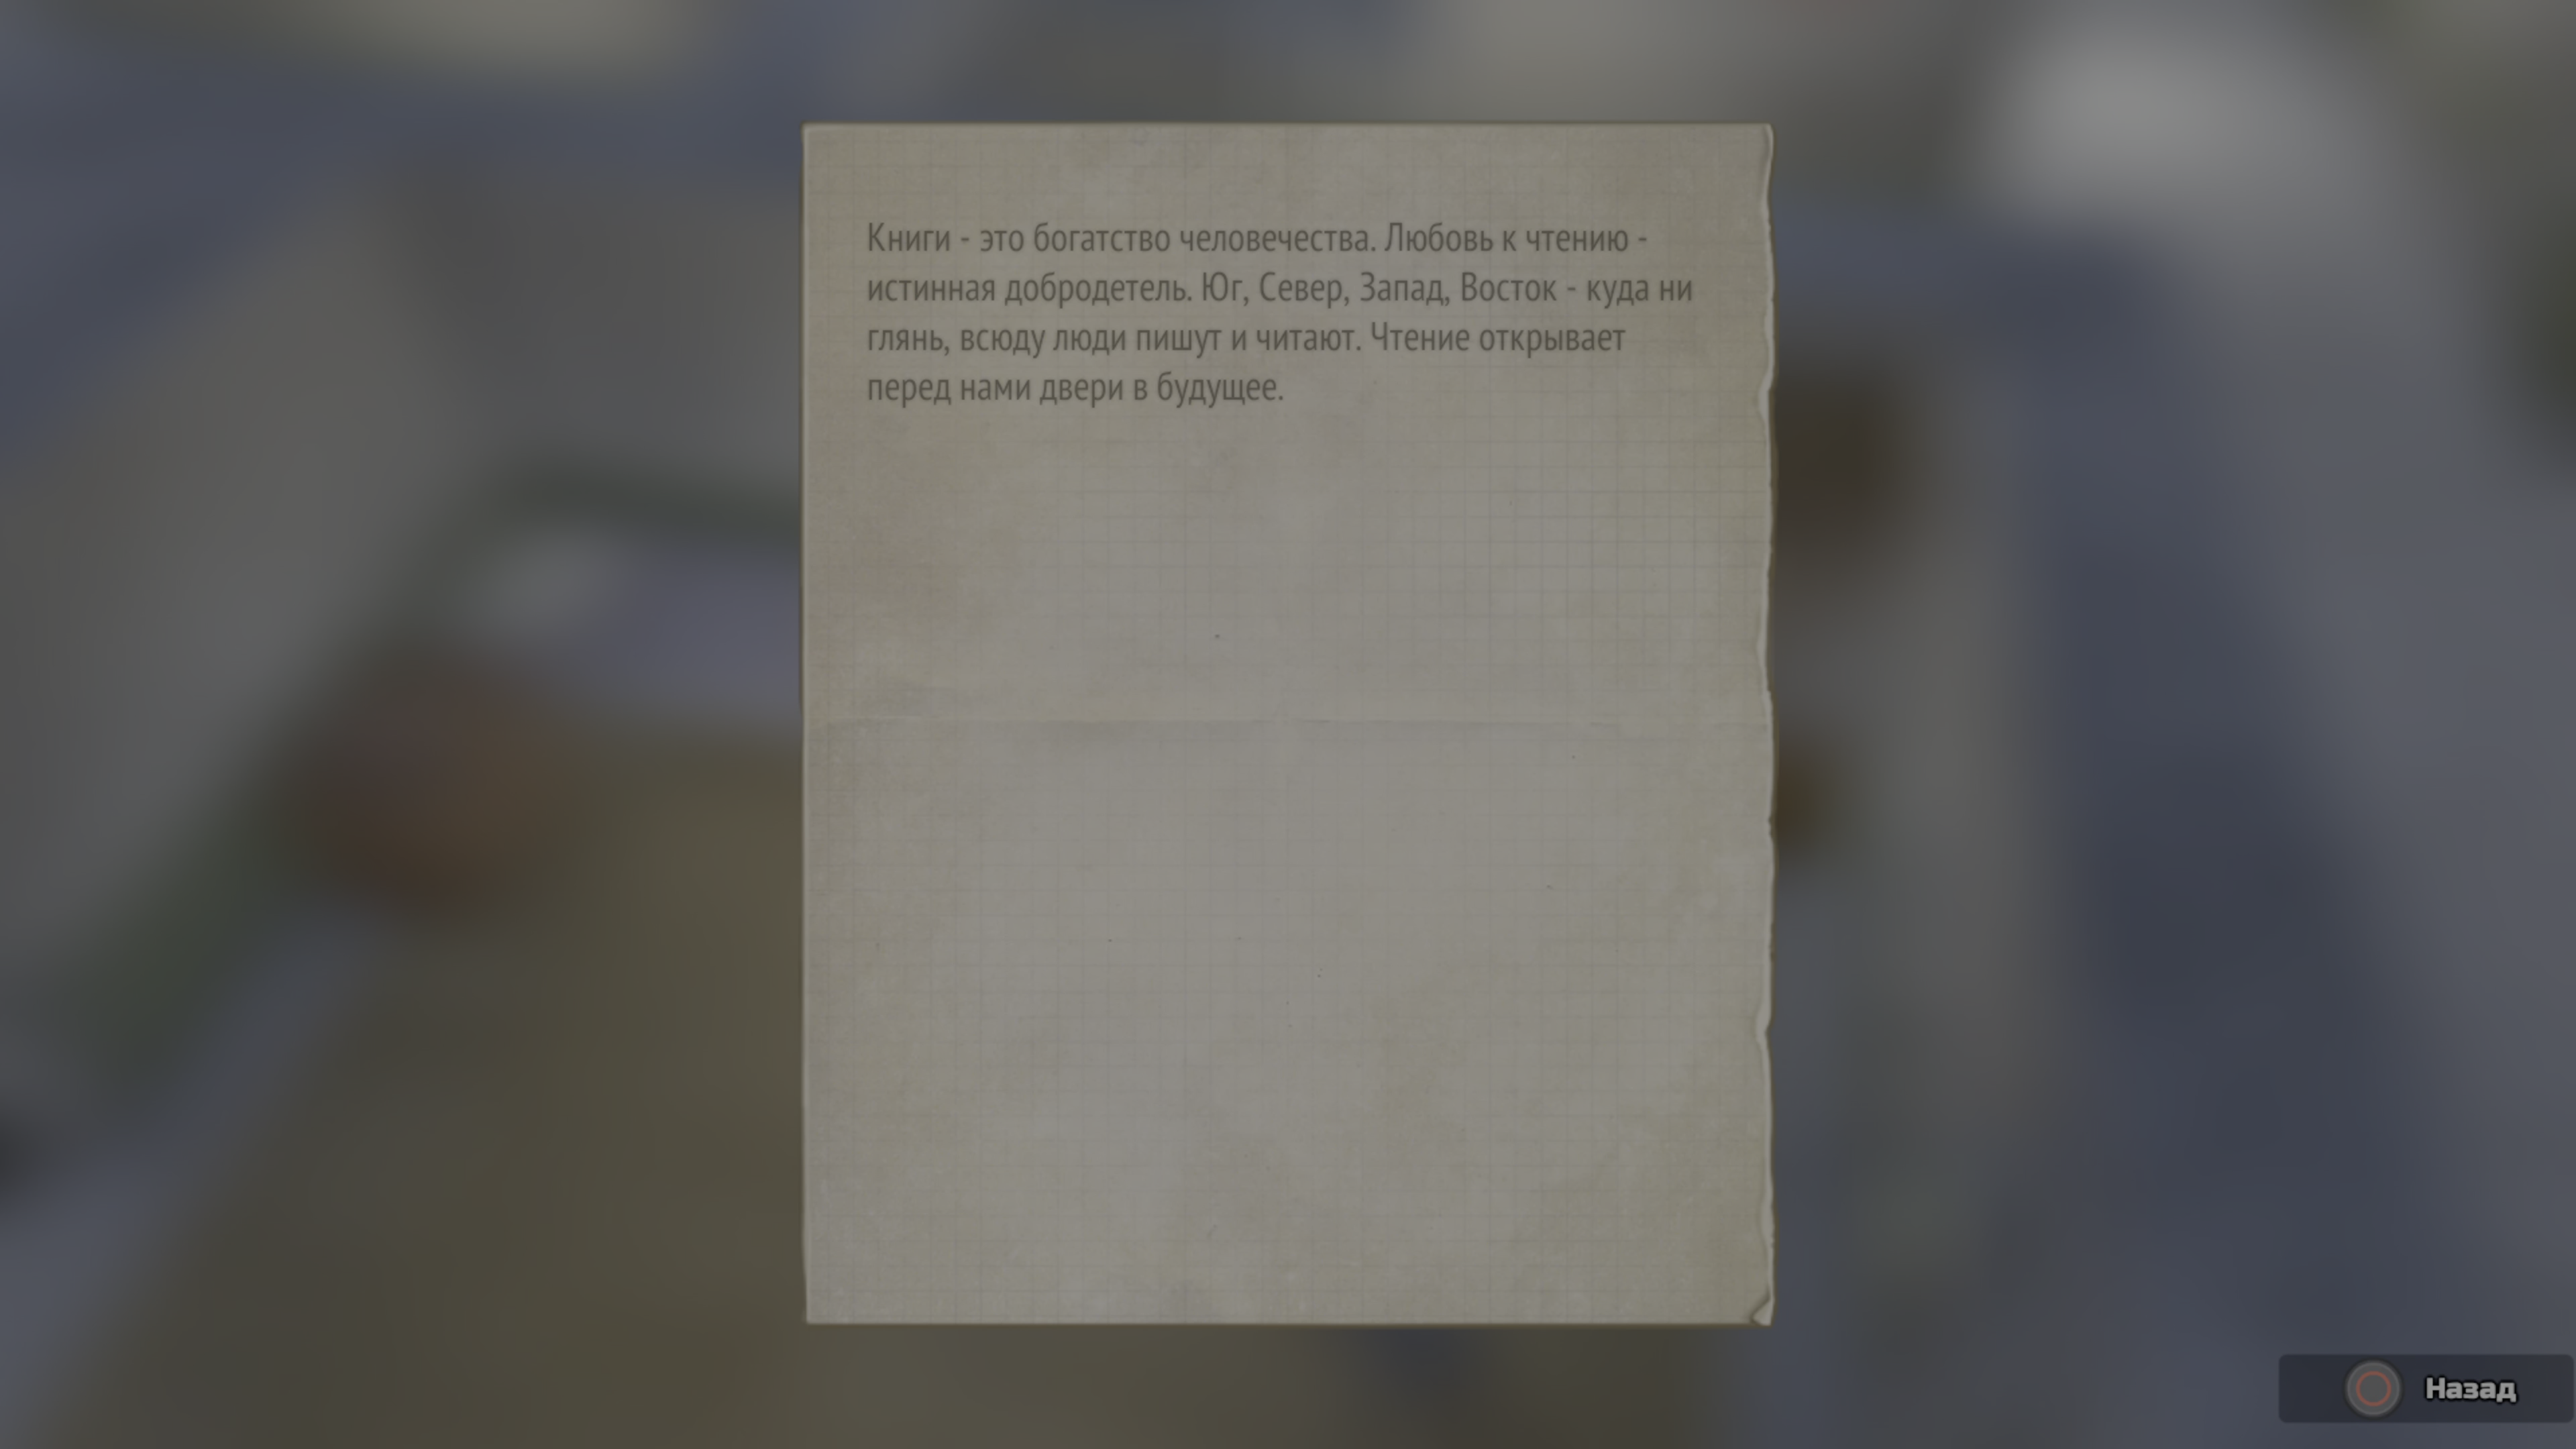 Книги - это богатство человечества. Любовь к чтению -
истинная добродетель. Юг, Север, Запад, Восток - куда ни
глянь, всюду люди пишут и читают. Чтение открывает
перед нами двери в будущее.
Назад